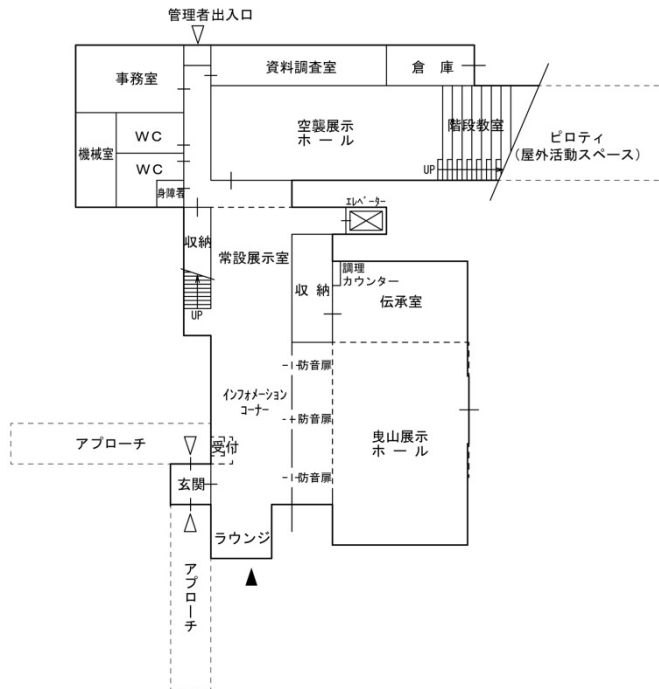 管理者出入口
事務室
資料調査室
倉 庫
機械室
WC
WC
身障者
空襲展示
ホ ー ル
階段教室
UP
ピロティ
(屋外活動スペース)
エレベーター
収納
常設展示室
UP
収 納
調理
カウンター
伝承室
防音扉
インフォメーション
コーナー
防音扉
防音扉
曳山展示
ホ ー ル
アプローチ
受付
玄関
ラウンジ
アプローチ